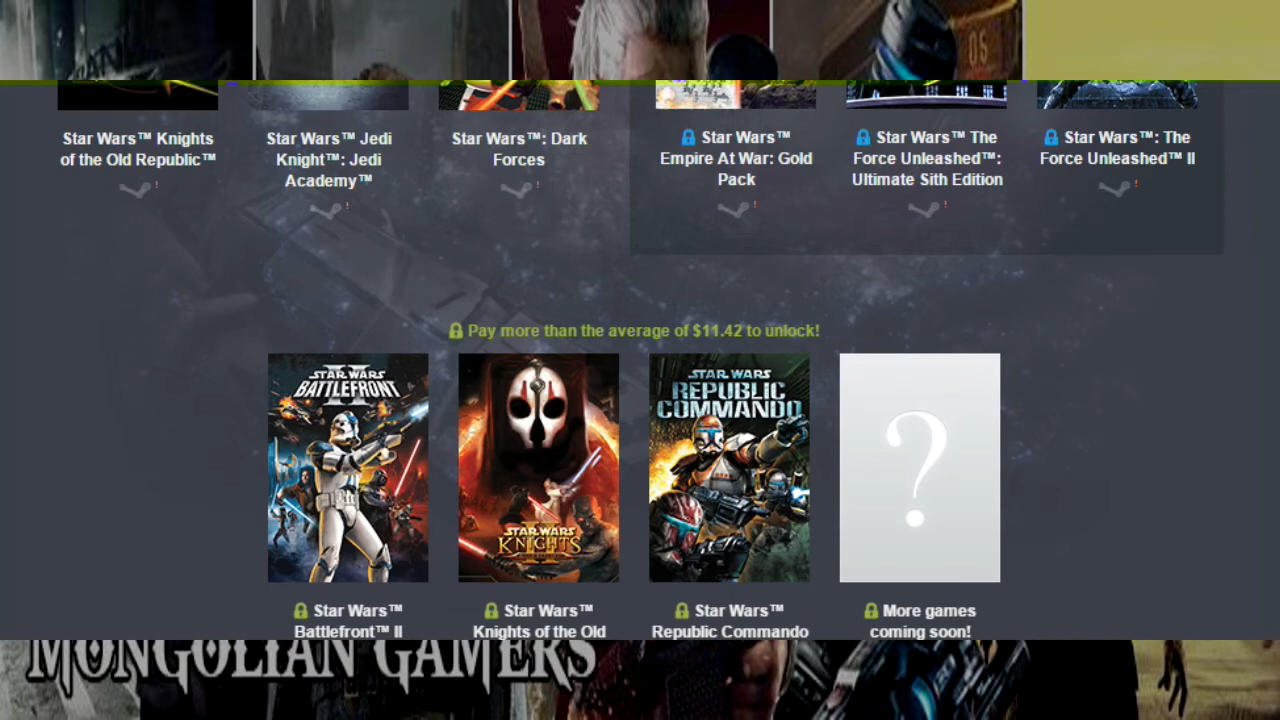 OS
Star Wars™ Knights
of the Old Republic™
!
Star Wars™ Jedi
Knight™: Jedi
Academy™
!
Star Wars™: Dark
Forces
!
Star Wars™
Empire At War: Gold
Pack
!
Star Wars™ The
Force Unleashed™:
Ultimate Sith Edition
!
Star Wars™: The
Force Unleashed™ II
!
Pay more than the average of $11.42 to unlock!
STAR WARS
II
BATTLEFRONT
STAR WARS
KNIGHTS
II
STAR WARS
REPUBLIC
COMMANDO
?
Star Wars™
Battlefront™ II
Star Wars™
Knights of the Old
Star Wars™
Republic Commando
More games
coming soon!
MONGOLIAN GAMERS